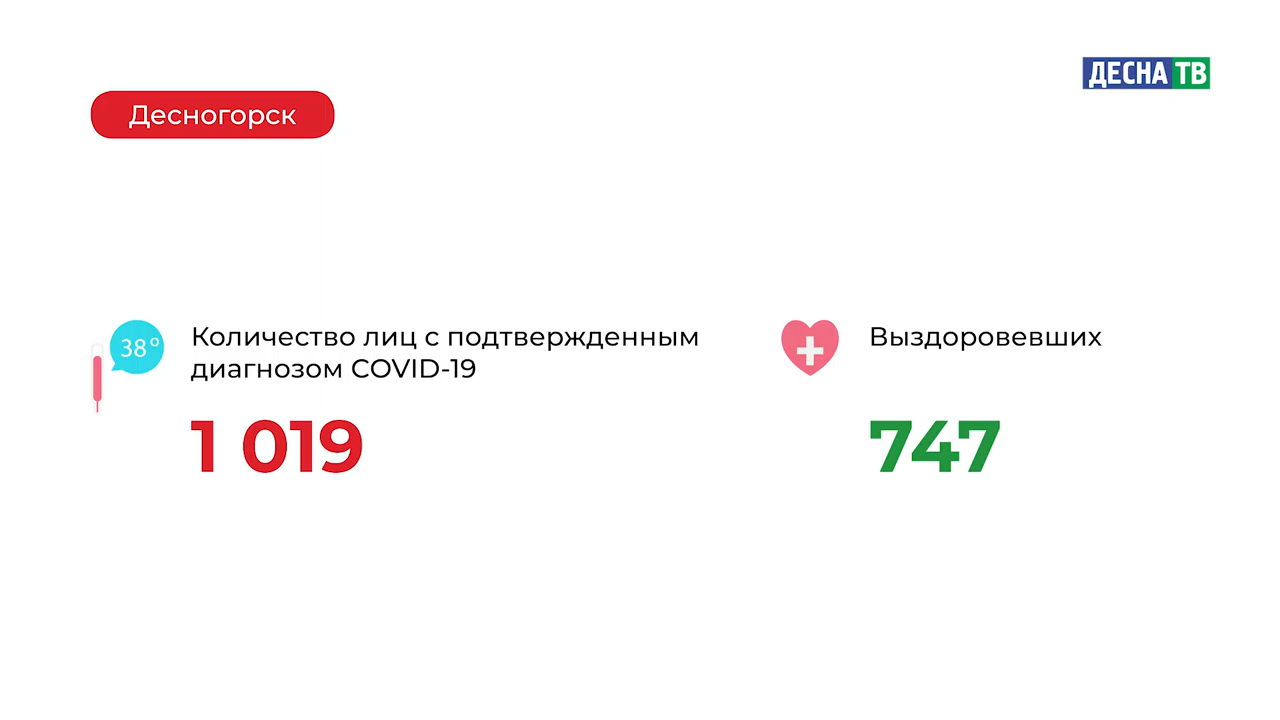 ДЕСНА ТВ
Десногорск
38°
Количество лиц с подтвержденным
диагнозом COVID-19
1 019
Выздоровевших
747